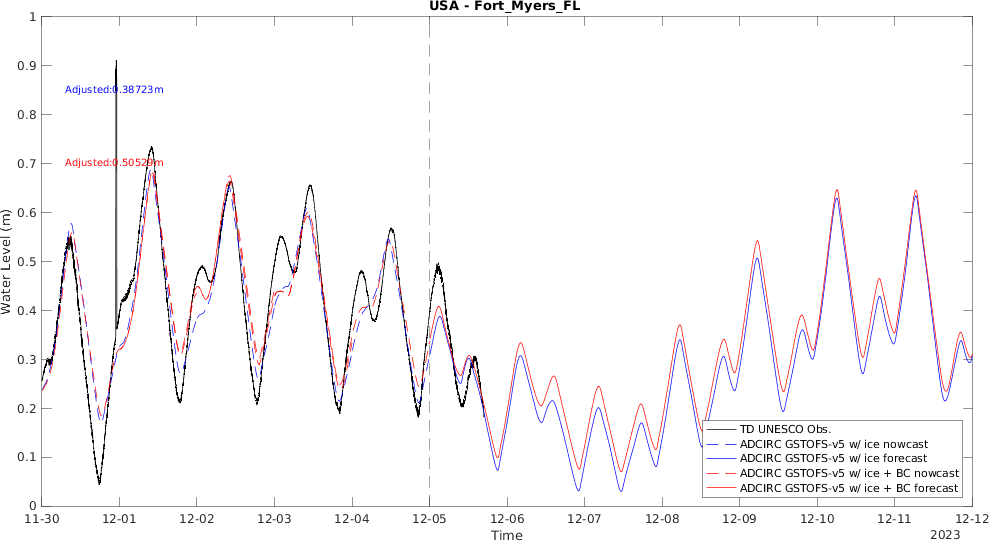 USA - Fort_Myers_FL
1
0.9
0.8
0.7
0.6
0.5
0.4
0.3
0.2
0.1
0
Water Level (m)
Adjusted:0.38723m
Adjusted:0.50529m
TD UNESCO Obs.
ADCIRC GSTOFS-v5 w/ ice nowcast
ADCIRC GSTOFS-v5 w/ ice forecast
ADCIRC GSTOFS-v5 w/ ice + BC nowcast
ADCIRC GSTOFS-v5 w/ ice + BC forecast
11-30 12-01 12-02 12-03 12-04 12-05 12-06 12-07 12-08 12-09 12-10 12-11 12-12
Time
2023